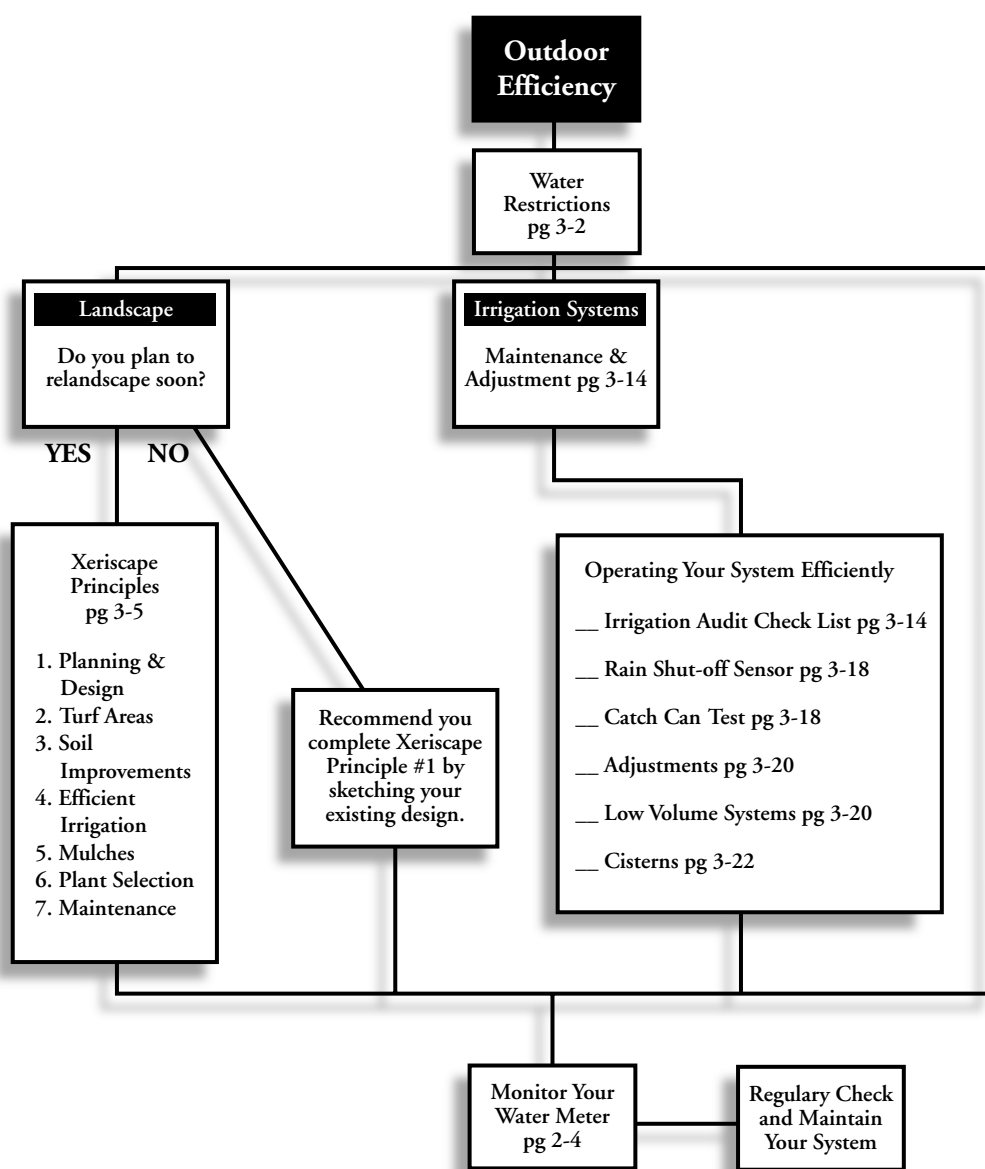 Outdoor
Efficiency
Water
Restrictions
pg 3-2
Landscape
Do you plan to
relandscape soon?
YES
NO
Irrigation Systems
Maintenance &
Adjustment pg 3-14
Xeriscape
Principles
pg 3-5
1. Planning &
Design
2. Turf Areas
3. Soil
Improvements
4. Efficient
Irrigation
5. Mulches
6. Plant Selection
7. Maintenance
Recommend you
complete Xeriscape
Principle #1 by
sketching your
existing design.
Operating Your System Efficiently
__ Irrigation Audit Check List pg 3-14
__ Rain Shut-off Sensor pg 3-18
__ Catch Can Test pg 3-18
__ Adjustments pg 3-20
__ Low Volume Systems pg 3-20
__ Cisterns pg 3-22
Monitor Your
Water Meter
pg 2-4
Regulary Check
and Maintain
Your System